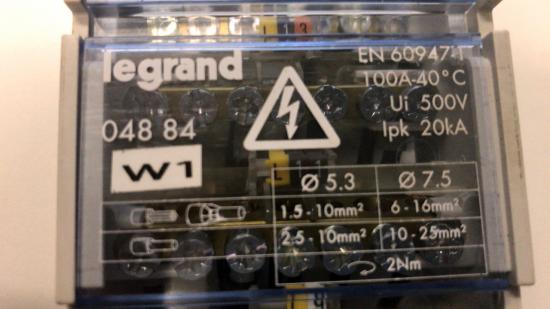 legrand
EN 60947-1
100A-40°C
048 84
Ui 500V
Ipk 20kA
W1
Ø 5.3 Ø 7.5
1.5-10mm² 6-16mm²
2.5-10mm² 10-25mm²
2Nm